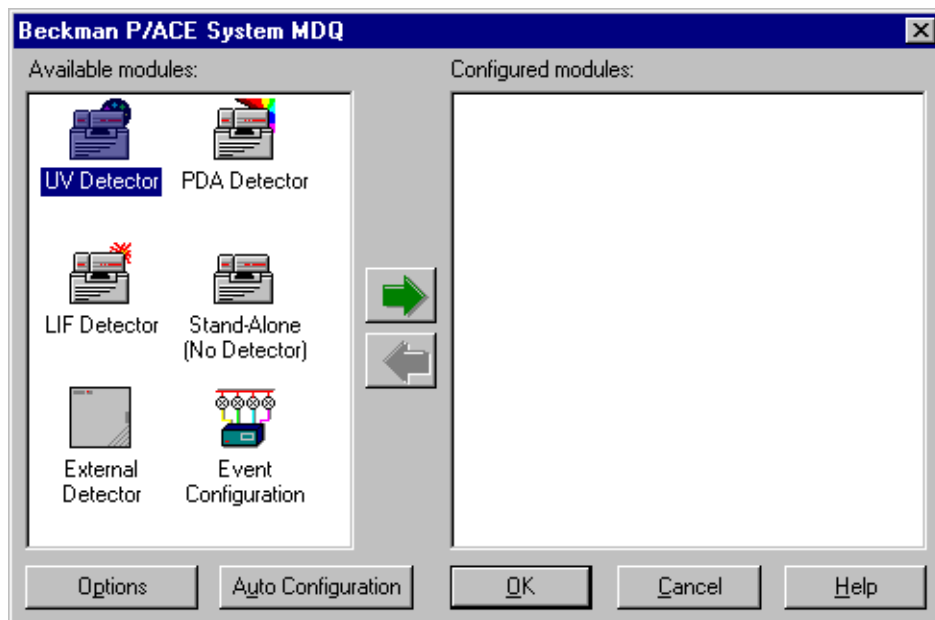 Beckman P/ACE System MDQ
Available modules:
Configured modules:
UV Detector
PDA Detector
LIF Detector
Stand-Alone
(No Detector)
External
Detector
Event
Configuration
Options
Auto Configuration
OK
Cancel
Help